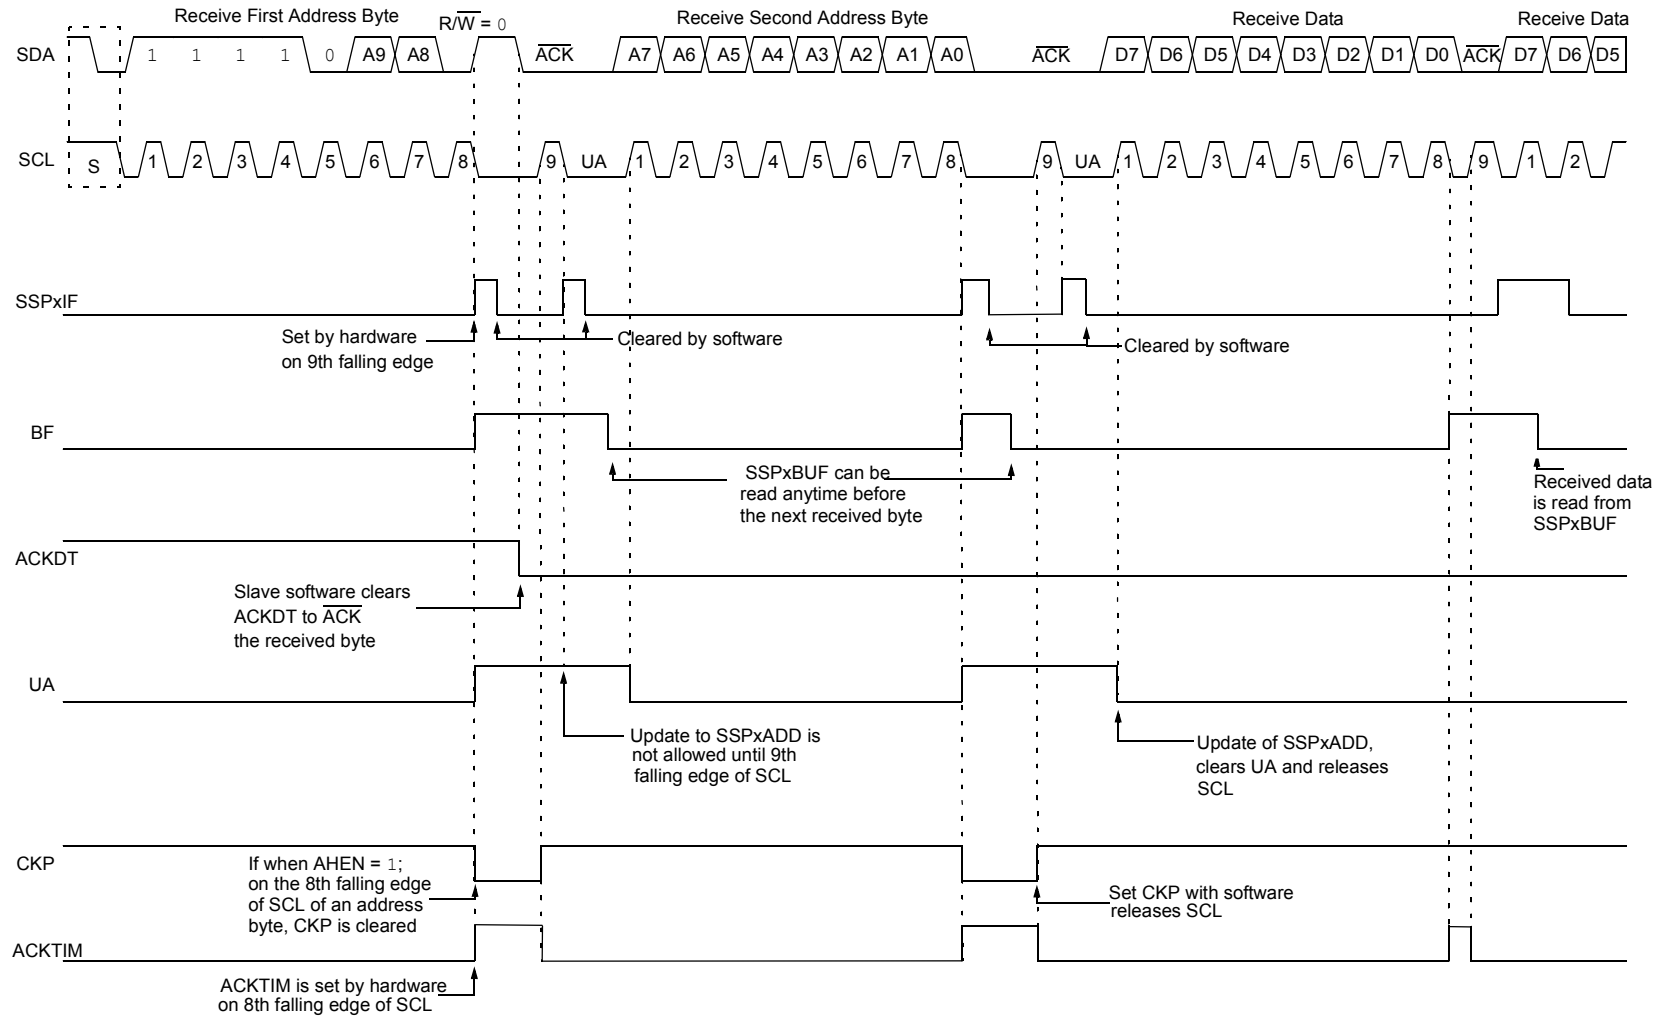 Receive First Address Byte
R/W = 0
Receive Second Address Byte
Receive Data
Receive Data
SDA
1 1 1 1 0 A9 A8 ACK A7 A6 A5 A4 A3 A2 A1 A0 ACK D7 D6 D5 D4 D3 D2 D1 D0 ACK D7 D6 D5
SCL
S 1 2 3 4 5 6 7 8 9 UA 1 2 3 4 5 6 7 8 9 UA 1 2 3 4 5 6 7 8 9 1 2
SSPxIF
Set by hardware
on 9th falling edge
Cleared by software
Cleared by software
BF
SSPxBUF can be
read anytime before
the next received byte
Received data
is read from
SSPxBUF
ACKDT
Slave software clears
ACKDT to ACK
the received byte
UA
Update to SSPxADD is
not allowed until 9th
falling edge of SCL
Update of SSPxADD,
clears UA and releases
SCL
CKP
If when AHEN = 1;
on the 8th falling edge
of SCL of an address
byte, CKP is cleared
Set CKP with software
releases SCL
ACKTIM
ACKTIM is set by hardware
on 8th falling edge of SCL